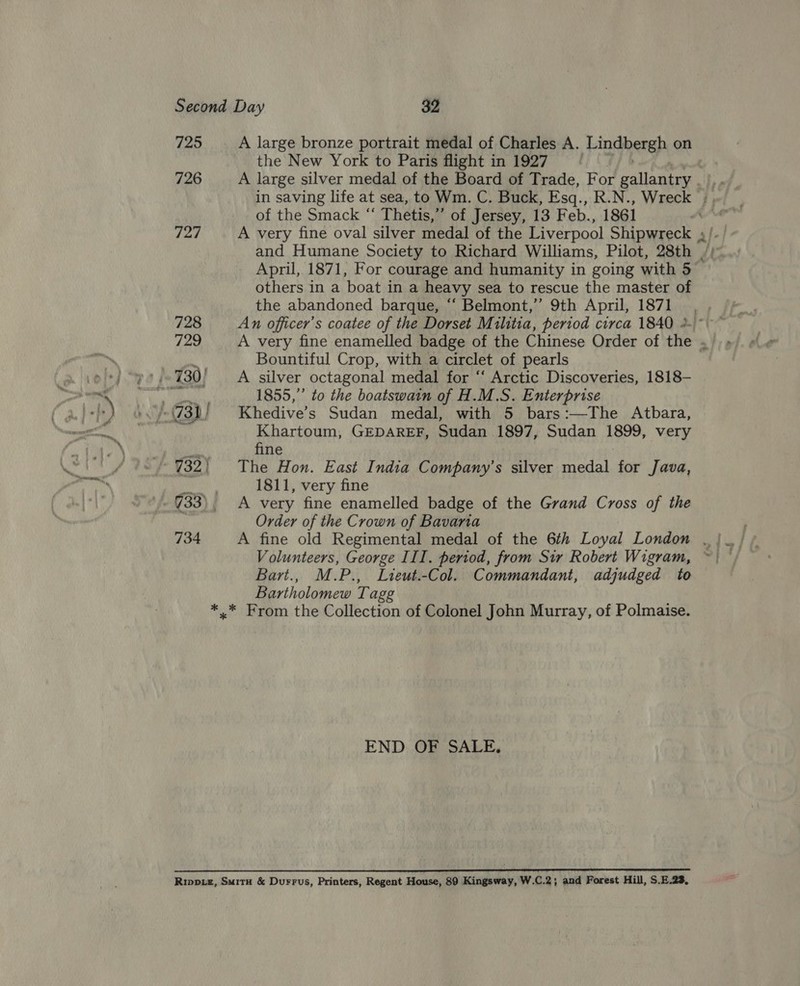 Second Day 32
725 A large bronze portrait medal of Charles A. Lindbergh on
the New York to Paris flight in 1927
726 A large silver medal of the Board of Trade, For gallantry
in saving life at sea, to Wm. C. Buck, Esq., R.N., Wreck
of the Smack “ Thetis,” of Jersey, 13 Feb., 1861
727 A very fine oval silver medal of the Liverpool Shipwreck
and Humane Society to Richard Williams, Pilot, 28th
April, 1871, For courage and humanity in going with 5
others in a boat in a heavy sea to rescue the master of
the abandoned barque, “ Belmont,” 9th April, 1871
728 An officer's coatee of the Dorset Militia, period circa 1840
729 A very fine enamelled badge of the Chinese Order of the
Bountiful Crop, with a circlet of pearls
730 A silver octagonal medal for “ Arctic Discoveries, 1818–
1855,” to the boatswain of H.M.S. Enterprise
731 Khedive's Sudan medal, with 5 bars:—The Atbara,
Khartoum, GEDAREF, Sudan 1897, Sudan 1899, very
fine
732 The Hon. East India Company's silver medal for Java,
1811, very fine
733 A very fine enamelled badge of the Grand Cross of the
Order of the Crown of Bavaria
734 A fine old Regimental medal of the 6th Loyal London
Volunteers, George III. period, from Sir Robert Wigram,
Bart., M.P., Lieut.-Col. Commandant, adjudged to
Bartholomew Tagg
*** From the Collection of Colonel John Murray, of Polmaise.
END OF SALE.
RIDDLE, SMITH & DUFFUS, Printers, Regent House, 89 Kingsway, W.C.2; and Forest Hill, S.E.23.